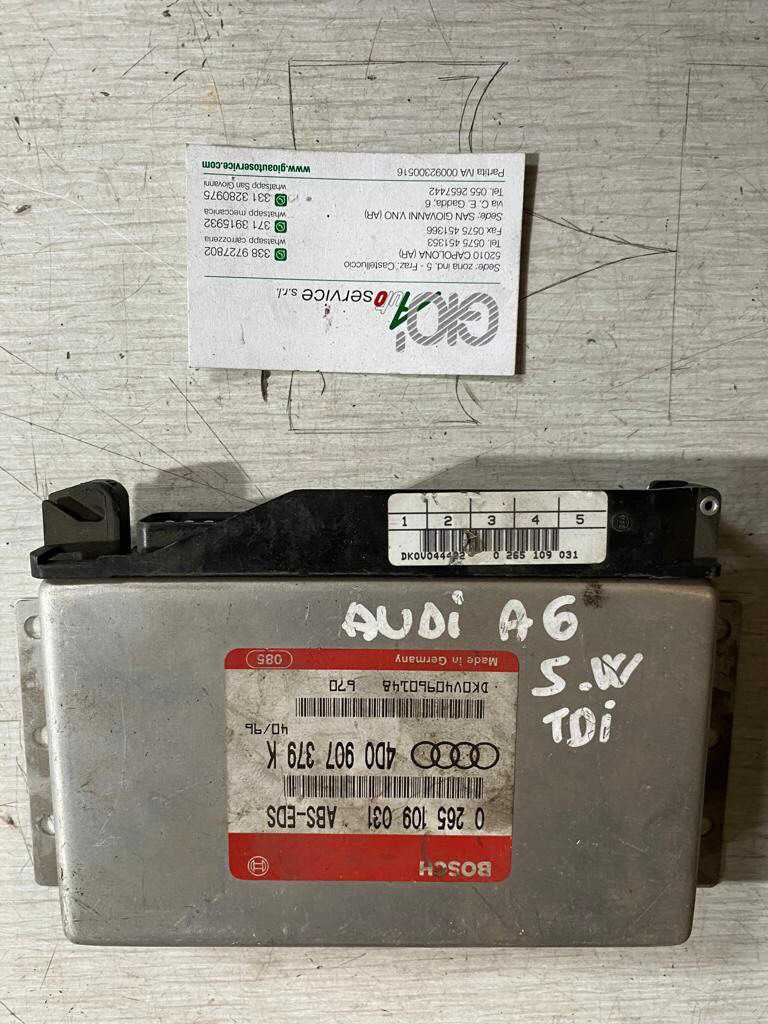 GIOi Autoservice s.r.l.
Sede: zona ind. 5 - Fraz. Castelluccio
52010 CAPOLONA (AR)
Tel. 0575 451353
Fax 0575 451366
Sede: SAN GIOVANNI V.NO (AR)
via C. E. Gadda, 6
Tel. 055 2657442
Partita IVA 00092300516
338 9727802
whatsapp carrozzeria
371 3915932
whatsapp meccanica
331 3280975
whatsapp San Giovanni
www.gioautoservice.com
1 2 3 4 5
0 265 109 031
AUDi A6
S.W
TDi
BOSCH
0 265 109 031 ABS-EDS
4D0 907 379 K
40/96
DK0V40960148 670
Made in Germany 085